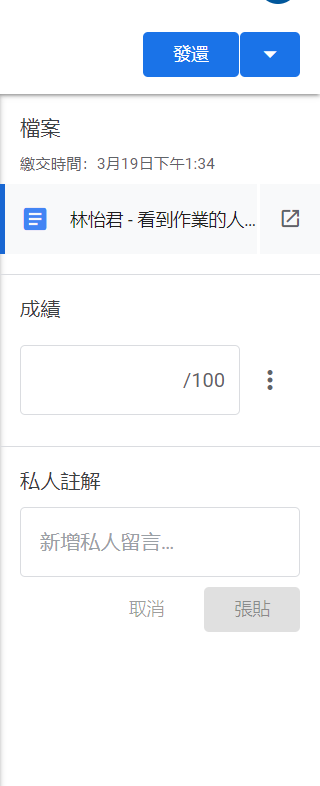 發還
檔案
繳交時間：3月19日下午1:34
林怡君 - 看到作業的人...
成績
/100
私人註解
新增私人留言...
取消
張貼